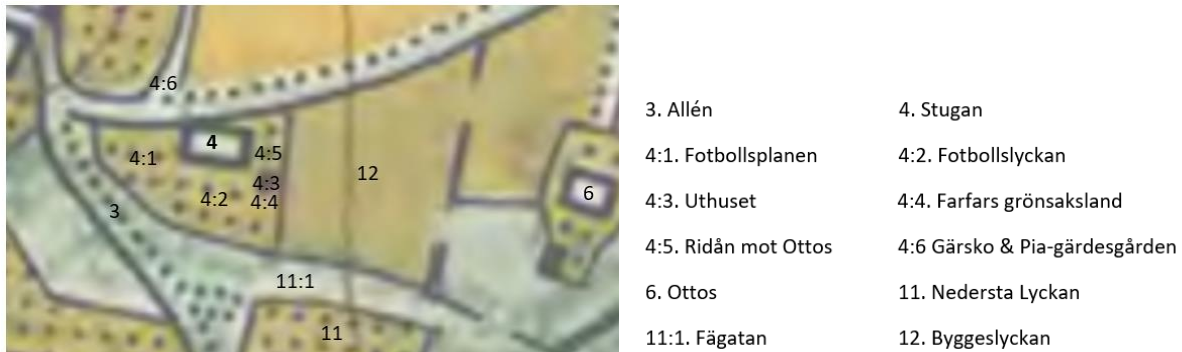 4:6
4
4:1
4:5
4:3
4:2
4:4
12
6
3
11:1
11
3. Allén
4. Stugan
4:1. Fotbollsplanen
4:2. Fotbollslyckan
4:3. Uthuset
4:4. Farfars grönsaksland
4:5. Ridån mot Ottos
4:6 Gärsko & Pia-gärdesgården
6. Ottos
11. Nedersta Lyckan
11:1. Fägatan
12. Byggeslyckan